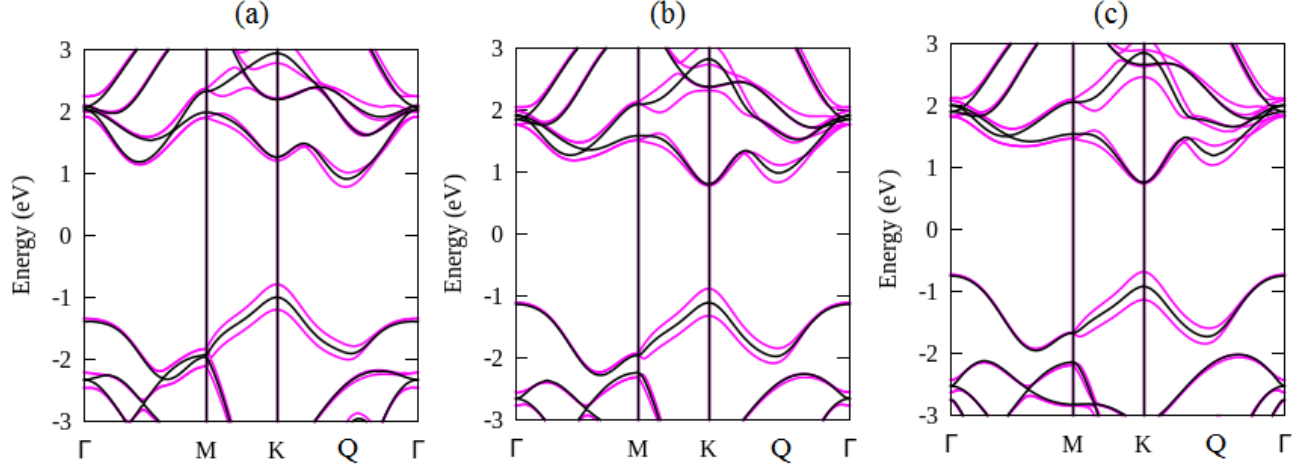 (a)
(b)
(c)
Energy (eV)
3
2
1
0
-1
-2
-3
Γ M K Q Γ
Energy (eV)
3
2
1
0
-1
-2
-3
Γ M K Q Γ
Energy (eV)
3
2
1
0
-1
-2
-3
Γ M K Q Γ